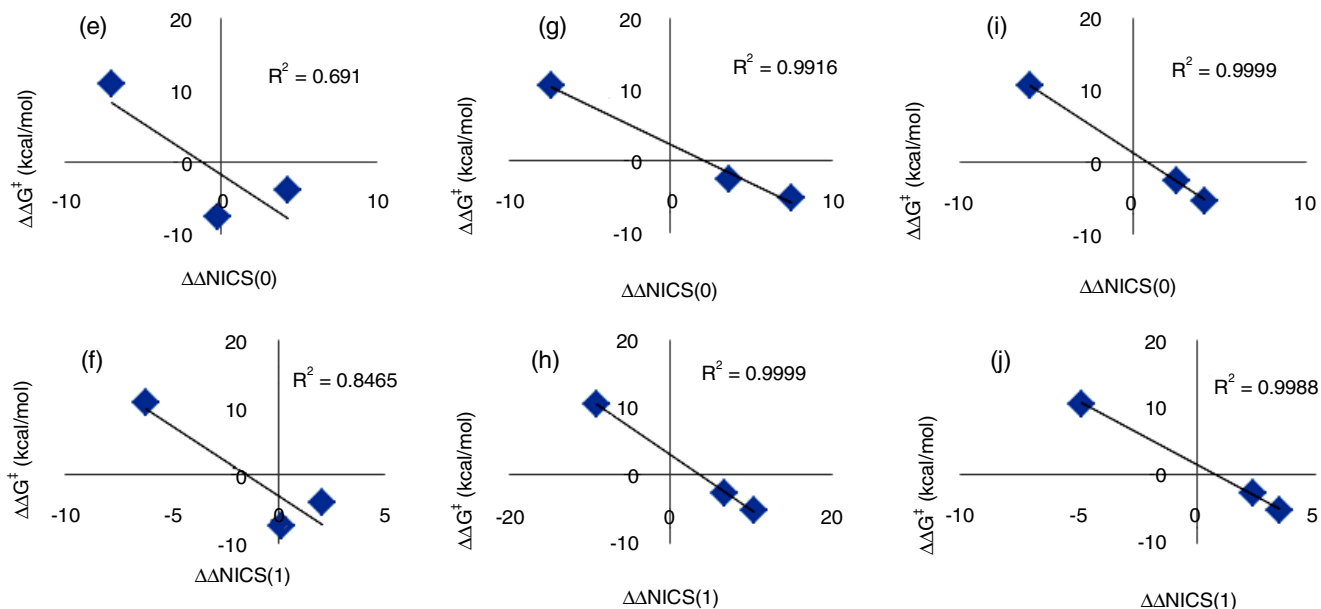 (e)
20
R² = 0.691
10
0
-10
0
10
-10
ΔΔG‡ (kcal/mol)
ΔΔNICS(0)
(g)
20
R² = 0.9916
10
0
-10
0
10
-10
ΔΔG‡ (kcal/mol)
ΔΔNICS(0)
(i)
20
R² = 0.9999
10
0
-10
0
10
-10
ΔΔG‡ (kcal/mol)
ΔΔNICS(0)
(f)
20
R² = 0.8465
10
0
-10
-5
0
5
-10
ΔΔG‡ (kcal/mol)
ΔΔNICS(1)
(h)
20
R² = 0.9999
10
0
-20
0
20
-10
ΔΔG‡ (kcal/mol)
ΔΔNICS(1)
(j)
20
R² = 0.9988
10
0
-10
-5
0
5
-10
ΔΔG‡ (kcal/mol)
ΔΔNICS(1)